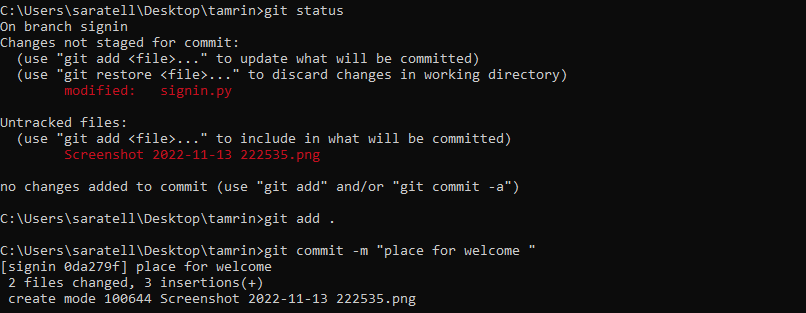 C:\Users\saratell\Desktop\tamrin>git status
On branch signin
Changes not staged for commit:
  (use "git add <file>..." to update what will be committed)
  (use "git restore <file>..." to discard changes in working directory)
        modified:   signin.py

Untracked files:
  (use "git add <file>..." to include in what will be committed)
        Screenshot 2022-11-13 222535.png

no changes added to commit (use "git add" and/or "git commit -a")

C:\Users\saratell\Desktop\tamrin>git add .

C:\Users\saratell\Desktop\tamrin>git commit -m "place for welcome "
[signin 0da279f] place for welcome
 2 files changed, 3 insertions(+)
 create mode 100644 Screenshot 2022-11-13 222535.png